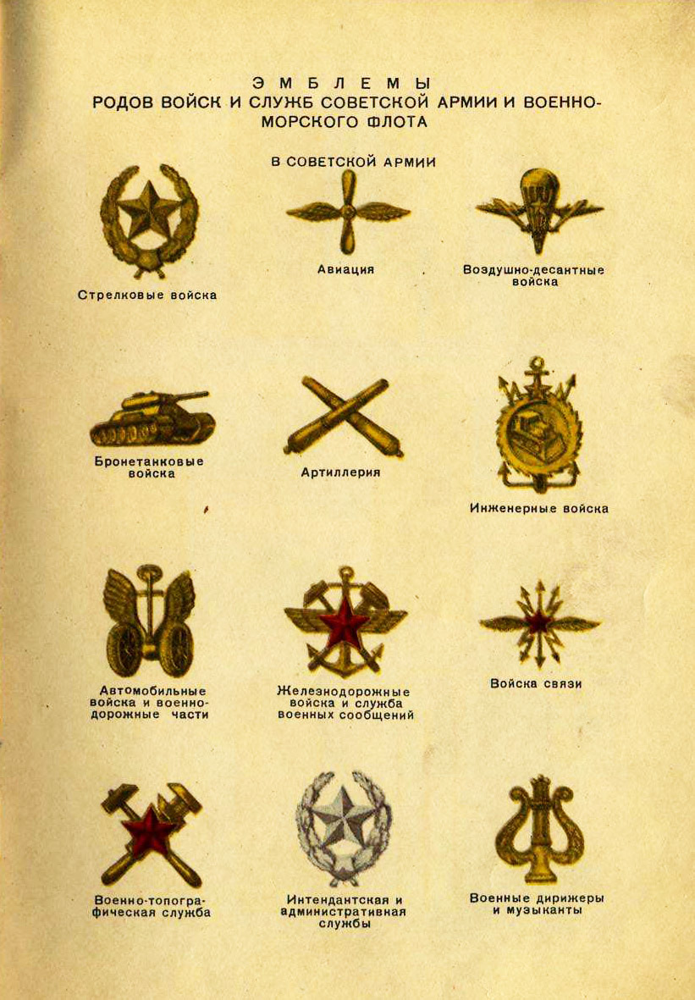 ЭМБЛЕМЫ
РОДОВ ВОЙСК И СЛУЖБ СОВЕТСКОЙ АРМИИ И ВОЕННО-
МОРСКОГО ФЛОТА
В СОВЕТСКОЙ АРМИИ
Стрелковые войска
Авиация
Воздушно-десантные
войска
Бронетанковые
войска
Артиллерия
Инженерные войска
Автомобильные
войска и военно-
дорожные части
Железнодорожные
войска и служба
военных сообщений
Войска связи
Военно-топогра-
фическая служба
Интендантская и
административная
службы
Военные дирижеры
и музыканты